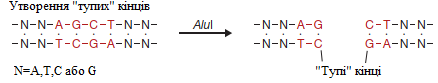 Утворення "тупих" кінців
-N-N-A-G-C-T-N-N- AluI -N-N-A-G C-T-N-N-
-N-N-T-C-G-A-N-N- -N-N-T-C G-A-N-N-
N=A,T,C або G "Тупі" кінці